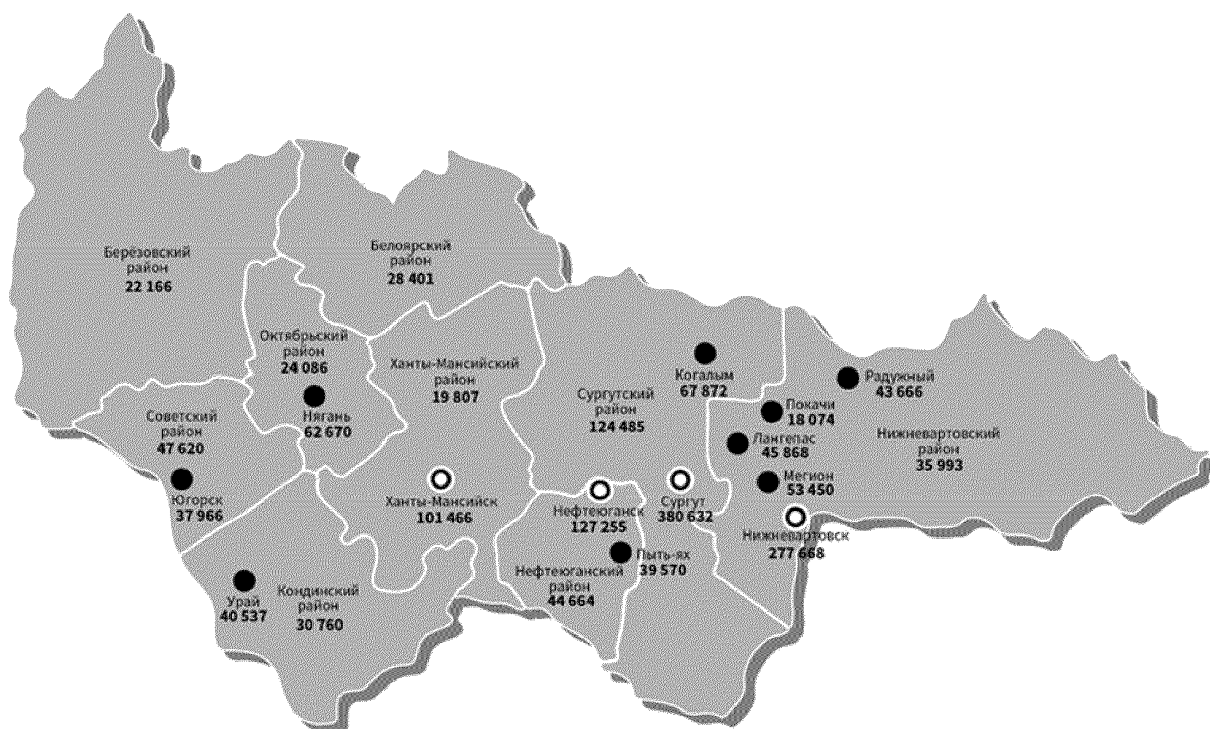 Берёзовский
район
22 166
Белоярский
район
28 401
Октябрьский
район
24 086
Нягань
62 670
Ханты-Мансийский
район
19 807
Советский
район
47 620
Югорск
37 966
Ханты-Мансийск
101 466
Сургутский
район
124 485
Когалым
67 872
Радужный
43 666
Покачи
18 074
Лангепас
45 868
Нижневартовский
район
35 993
Мегион
53 450
Нефтеюганск
127 255
Сургут
380 632
Нижневартовск
277 668
Пыть-ях
39 570
Нефтеюганский
район
44 664
Урай
40 537
Кондинский
район
30 760